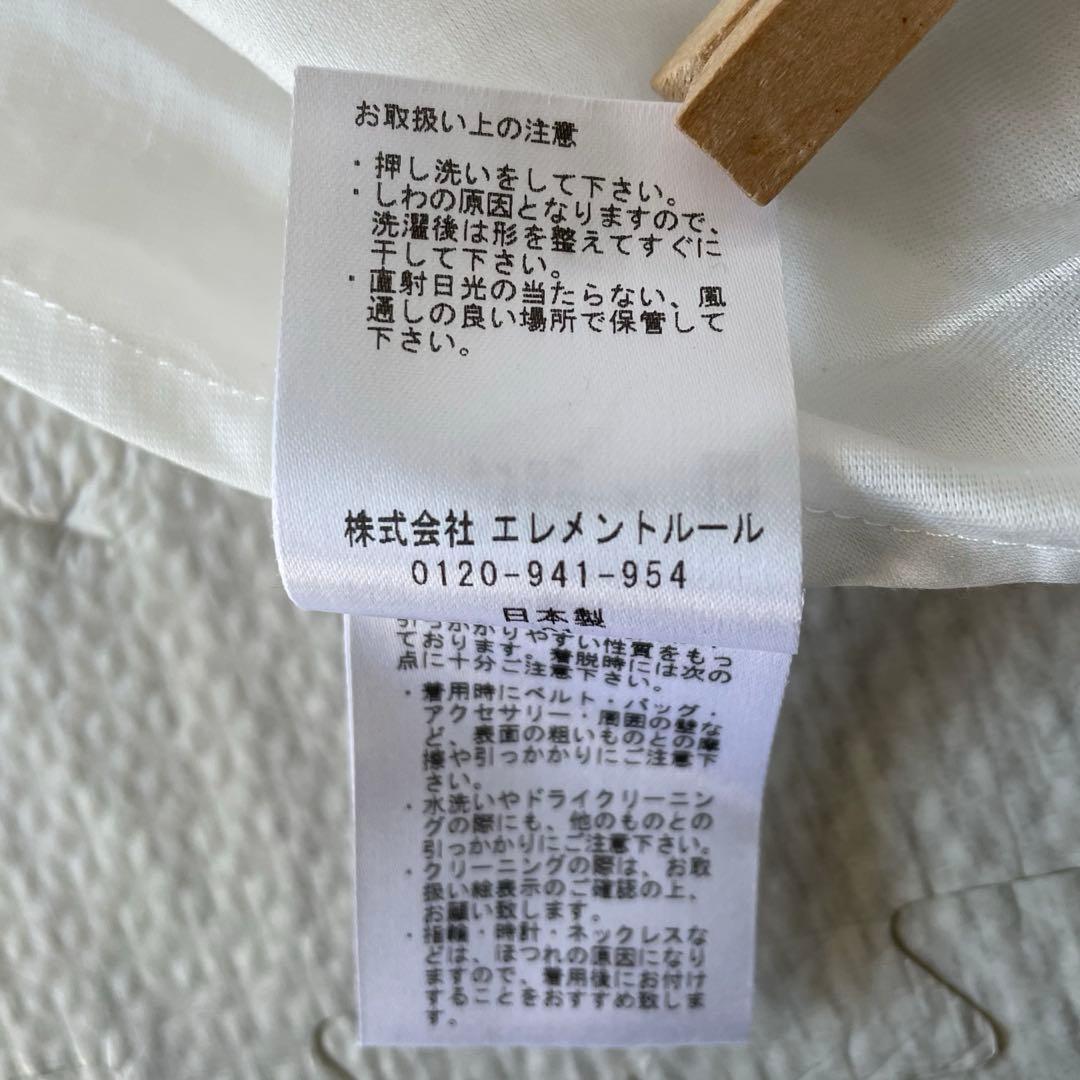 お取扱い上の注意
・押し洗いをして下さい。
・しわの原因となりますので、
洗濯後は形を整えてすぐに
干して下さい。
・直射日光の当たらない、風
通しの良い場所で保管して
下さい。
株式会社 エレメントルール
0120-941-954
日本製
引っかかりやすい性質をもっ
ております。着脱時には次の
点に十分ご注意下さい。
・着用時にベルト・バッグ・
アクセサリー・周囲の壁な
ど、表面の粗いものとの摩
擦や引っかかりにご注意下
さい。
・水洗いやドライクリーニン
グの際にも、他のものとの
引っかかりにご注意下さい。
・クリーニングの際は、お取
扱い絵表示のご確認の上、
お願い致します。
・指輪・時計・ネックレスな
どは、ほつれの原因になり
ますので、着用後にお付け
することをおすすめ致しま
す。